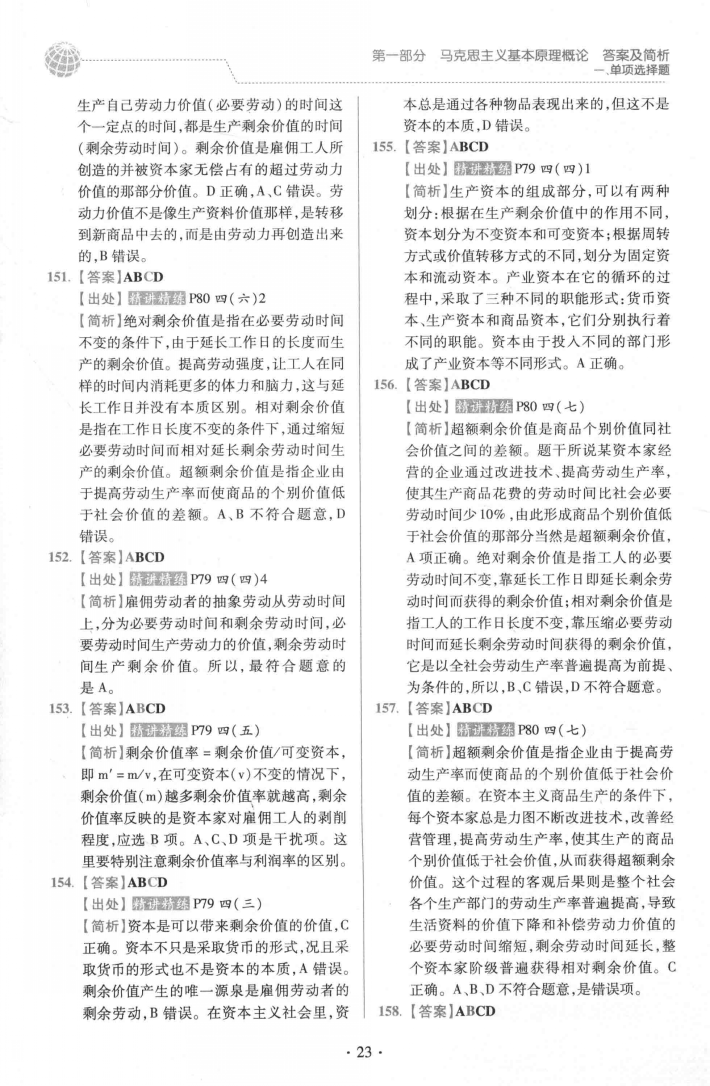 第一部分 马克思主义基本原理概论 答案及简析
一、单项选择题
生产自己劳动力价值(必要劳动)的时间这
个一定点的时间,都是生产剩余价值的时间
(剩余劳动时间)。剩余价值是雇佣工人所
创造的并被资本家无偿占有的超过劳动力
价值的那部分价值。D 正确,A、C 错误。劳
动力价值不是像生产资料价值那样,是转移
到新商品中去的,而是由劳动力再创造出来
的,B 错误。
151. 【答案】ABCD
【出处】精讲精练 P80 四(六)2
【简析】绝对剩余价值是指在必要劳动时间
不变的条件下,由于延长工作日的长度而生
产的剩余价值。提高劳动强度,让工人在同
样的时间内消耗更多的体力和脑力,这与延
长工作日并没有本质区别。相对剩余价值
是指在工作日长度不变的条件下,通过缩短
必要劳动时间而相对延长剩余劳动时间生
产的剩余价值。超额剩余价值是指企业由
于提高劳动生产率而使商品的个别价值低
于社会价值的差额。A、B 不符合题意,D
错误。
152. 【答案】ABCD
【出处】精讲精练 P79 四(四)4
【简析】雇佣劳动者的抽象劳动从劳动时间
上,分为必要劳动时间和剩余劳动时间,必
要劳动时间生产劳动力的价值,剩余劳动时
间生产剩余价值。所以,最符合题意的
是 A。
153. 【答案】ABCD
【出处】精讲精练 P79 四(五)
【简析】剩余价值率 = 剩余价值/可变资本,
即 m′ = m/v,在可变资本(v)不变的情况下,
剩余价值(m)越多剩余价值率就越高,剩余
价值率反映的是资本家对雇佣工人的剥削
程度,应选 B 项。A、C、D 项是干扰项。这
里要特别注意剩余价值率与利润率的区别。
154. 【答案】ABCD
【出处】精讲精练 P79 四(三)
【简析】资本是可以带来剩余价值的价值,C
正确。资本不只是采取货币的形式,况且采
取货币的形式也不是资本的本质,A 错误。
剩余价值产生的唯一源泉是雇佣劳动者的
剩余劳动,B 错误。在资本主义社会里,资
本总是通过各种物品表现出来的,但这不是
资本的本质,D 错误。
155. 【答案】ABCD
【出处】精讲精练 P79 四(四)1
【简析】生产资本的组成部分,可以有两种
划分:根据在生产剩余价值中的作用不同,
资本划分为不变资本和可变资本;根据周转
方式或价值转移方式的不同,划分为固定资
本和流动资本。产业资本在它的循环的过
程中,采取了三种不同的职能形式:货币资
本、生产资本和商品资本,它们分别执行着
不同的职能。资本由于投入不同的部门形
成了产业资本等不同形式。A 正确。
156. 【答案】ABCD
【出处】精讲精练 P80 四(七)
【简析】超额剩余价值是商品个别价值同社
会价值之间的差额。题干所说某资本家经
营的企业通过改进技术、提高劳动生产率,
使其生产商品花费的劳动时间比社会必要
劳动时间少10%,由此形成商品个别价值低
于社会价值的那部分当然是超额剩余价值,
A 项正确。绝对剩余价值是指工人的必要
劳动时间不变,靠延长工作日即延长剩余劳
动时间而获得的剩余价值;相对剩余价值是
指工人的工作日长度不变,靠压缩必要劳动
时间而延长剩余劳动时间获得的剩余价值,
它是以全社会劳动生产率普遍提高为前提、
为条件的,所以,B、C 错误,D 不符合题意。
157. 【答案】ABCD
【出处】精讲精练 P80 四(七)
【简析】超额剩余价值是指企业由于提高劳
动生产率而使商品的个别价值低于社会价
值的差额。在资本主义商品生产的条件下,
每个资本家总是力图不断改进技术,改善经
营管理,提高劳动生产率,使其生产的商品
个别价值低于社会价值,从而获得超额剩余
价值。这个过程的客观后果则是整个社会
各个生产部门的劳动生产率普遍提高,导致
生活资料的价值下降和补偿劳动力价值的
必要劳动时间缩短,剩余劳动时间延长,整
个资本家阶级普遍获得相对剩余价值。C
正确。A、B、D 不符合题意,是错误项。
158. 【答案】ABCD
· 23 ·